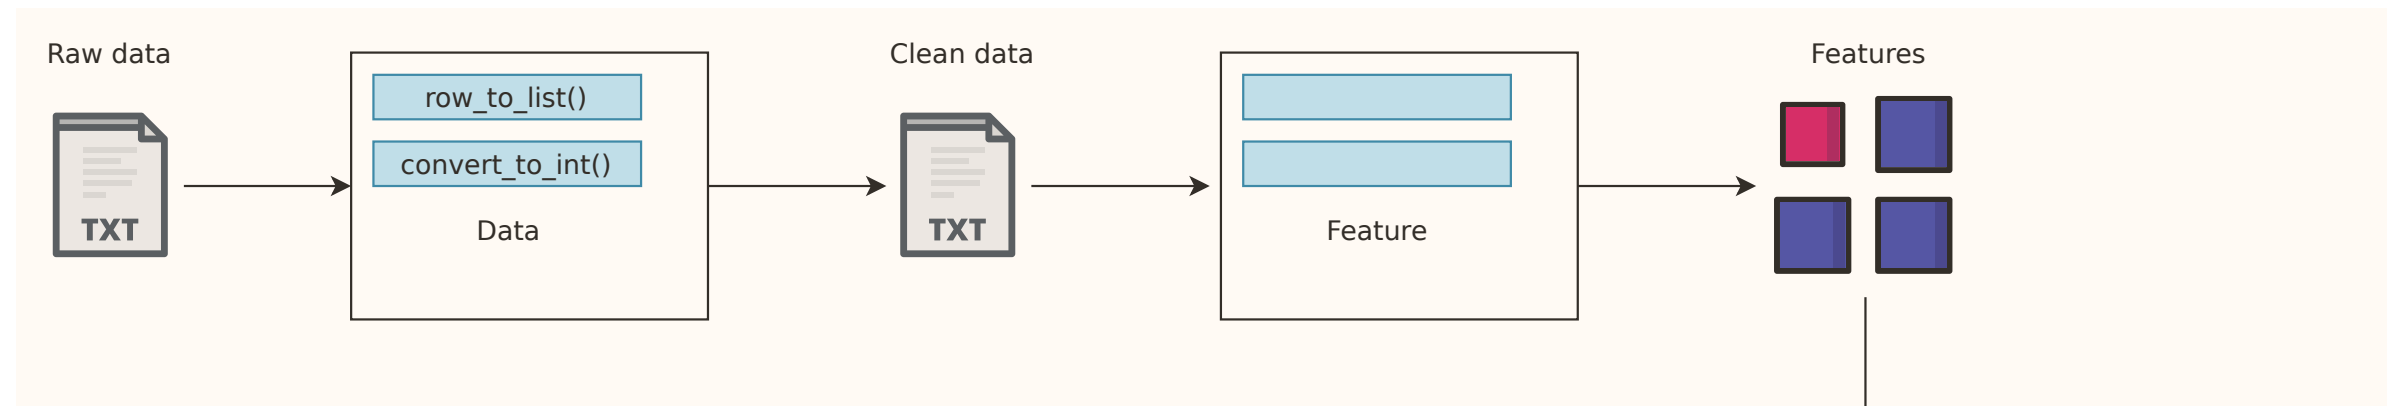 Raw data
TXT
row_to_list()
convert_to_int()
Data
Clean data
TXT
Feature
Features